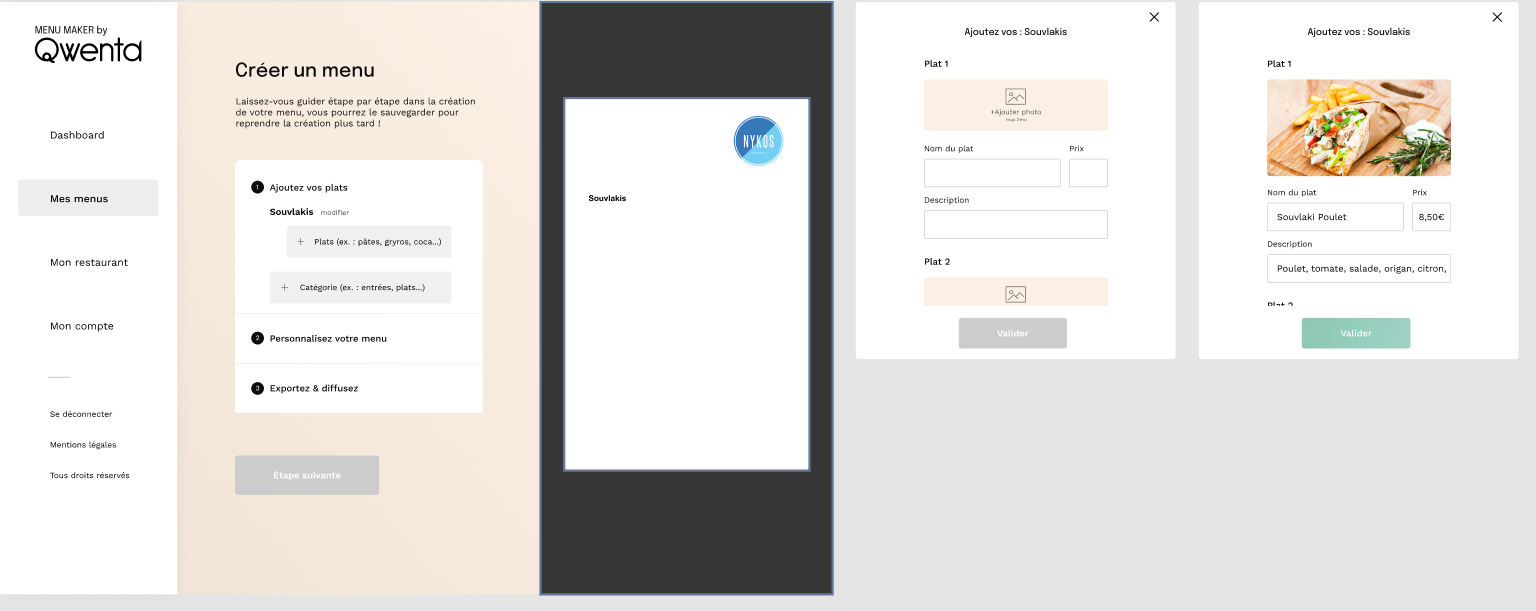 MENU MAKER by
Qwenta
Dashboard
Mes menus
Mon restaurant
Mon compte
Se déconnecter
Mentions légales
Tous droits réservés
Créer un menu
Laissez-vous guider étape par étape dans la création
de votre menu, vous pourrez le sauvegarder pour
reprendre la création plus tard !
1 Ajoutez vos plats
Souvlakis modifier
+ Plats (ex. : pâtes, gryros, coca...)
+ Catégorie (ex. : entrées, plats...)
2 Personnalisez votre menu
3 Exportez & diffusez
Étape suivante
NYKOS
Souvlakis
Ajoutez vos : Souvlakis
Plat 1
+Ajouter photo
max 2mo
Nom du plat Prix
Description
Plat 2
Valider
Ajoutez vos : Souvlakis
Plat 1
Nom du plat Prix
Souvlaki Poulet 8,50€
Description
Poulet, tomate, salade, origan, citron,
Plat 2
Valider